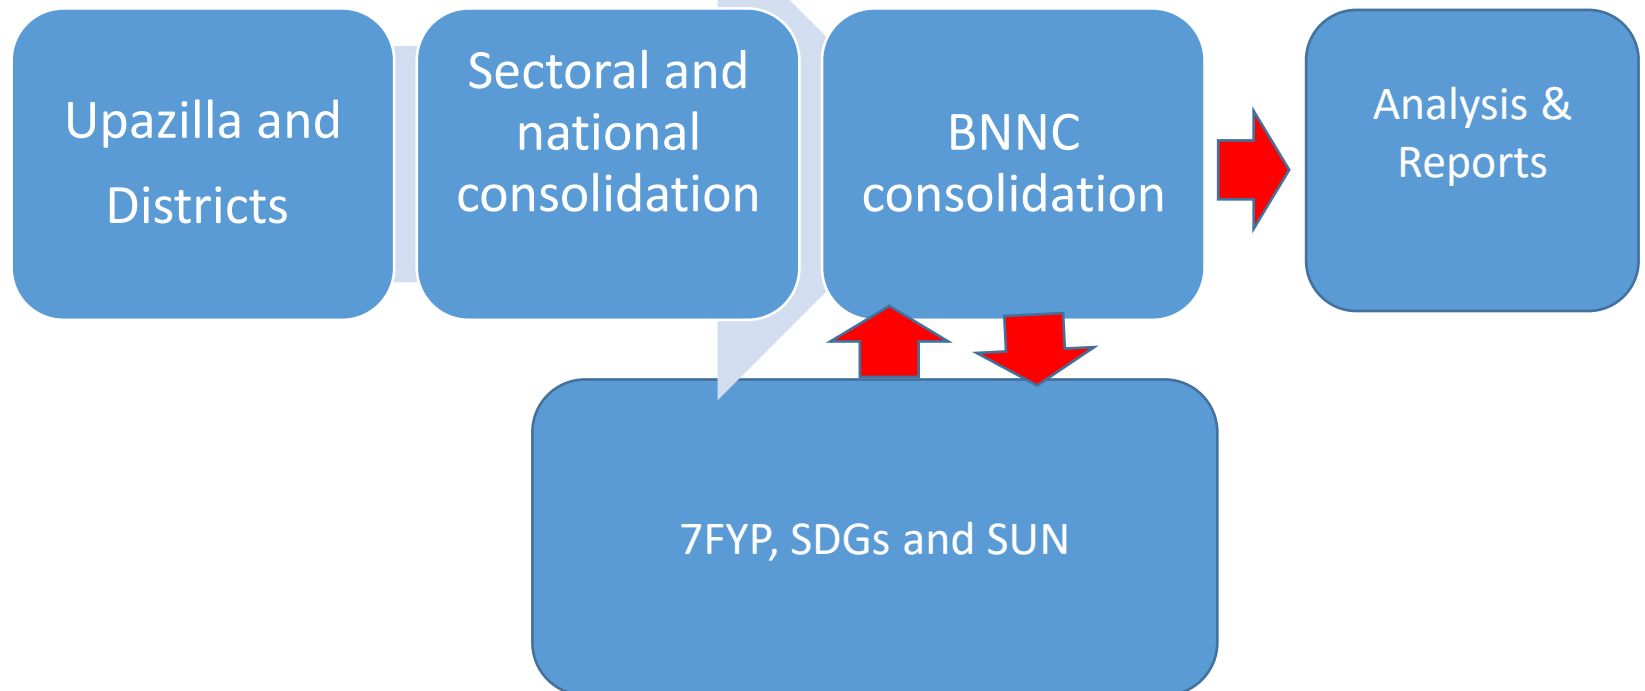 Upazilla and
Districts
Sectoral and
national
consolidation
BNNC
consolidation
Analysis &
Reports
7FYP, SDGs and SUN